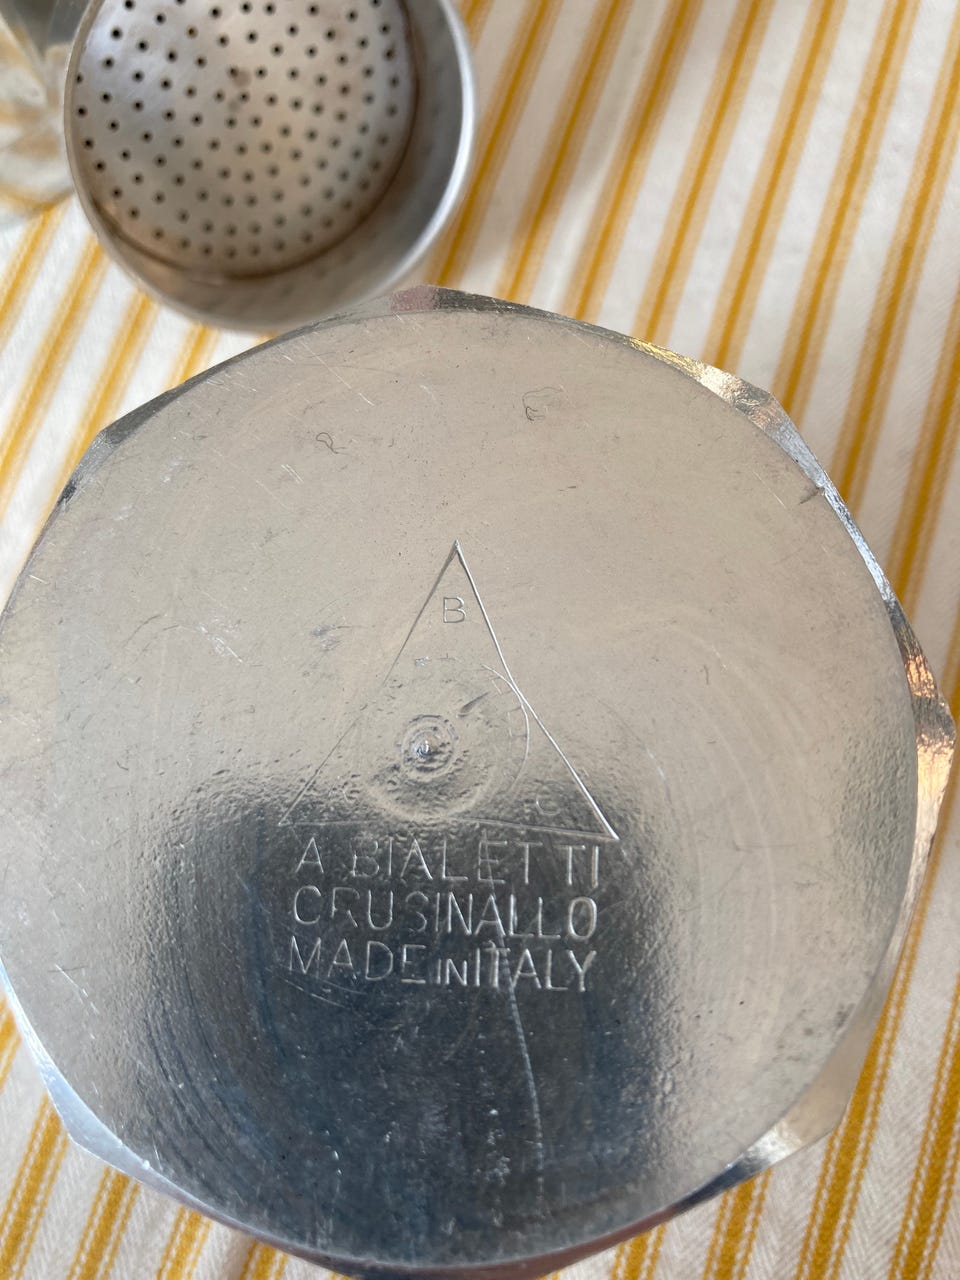 B
C C
A BIALETTI
CRUSINALLO
MADE IN ITALY